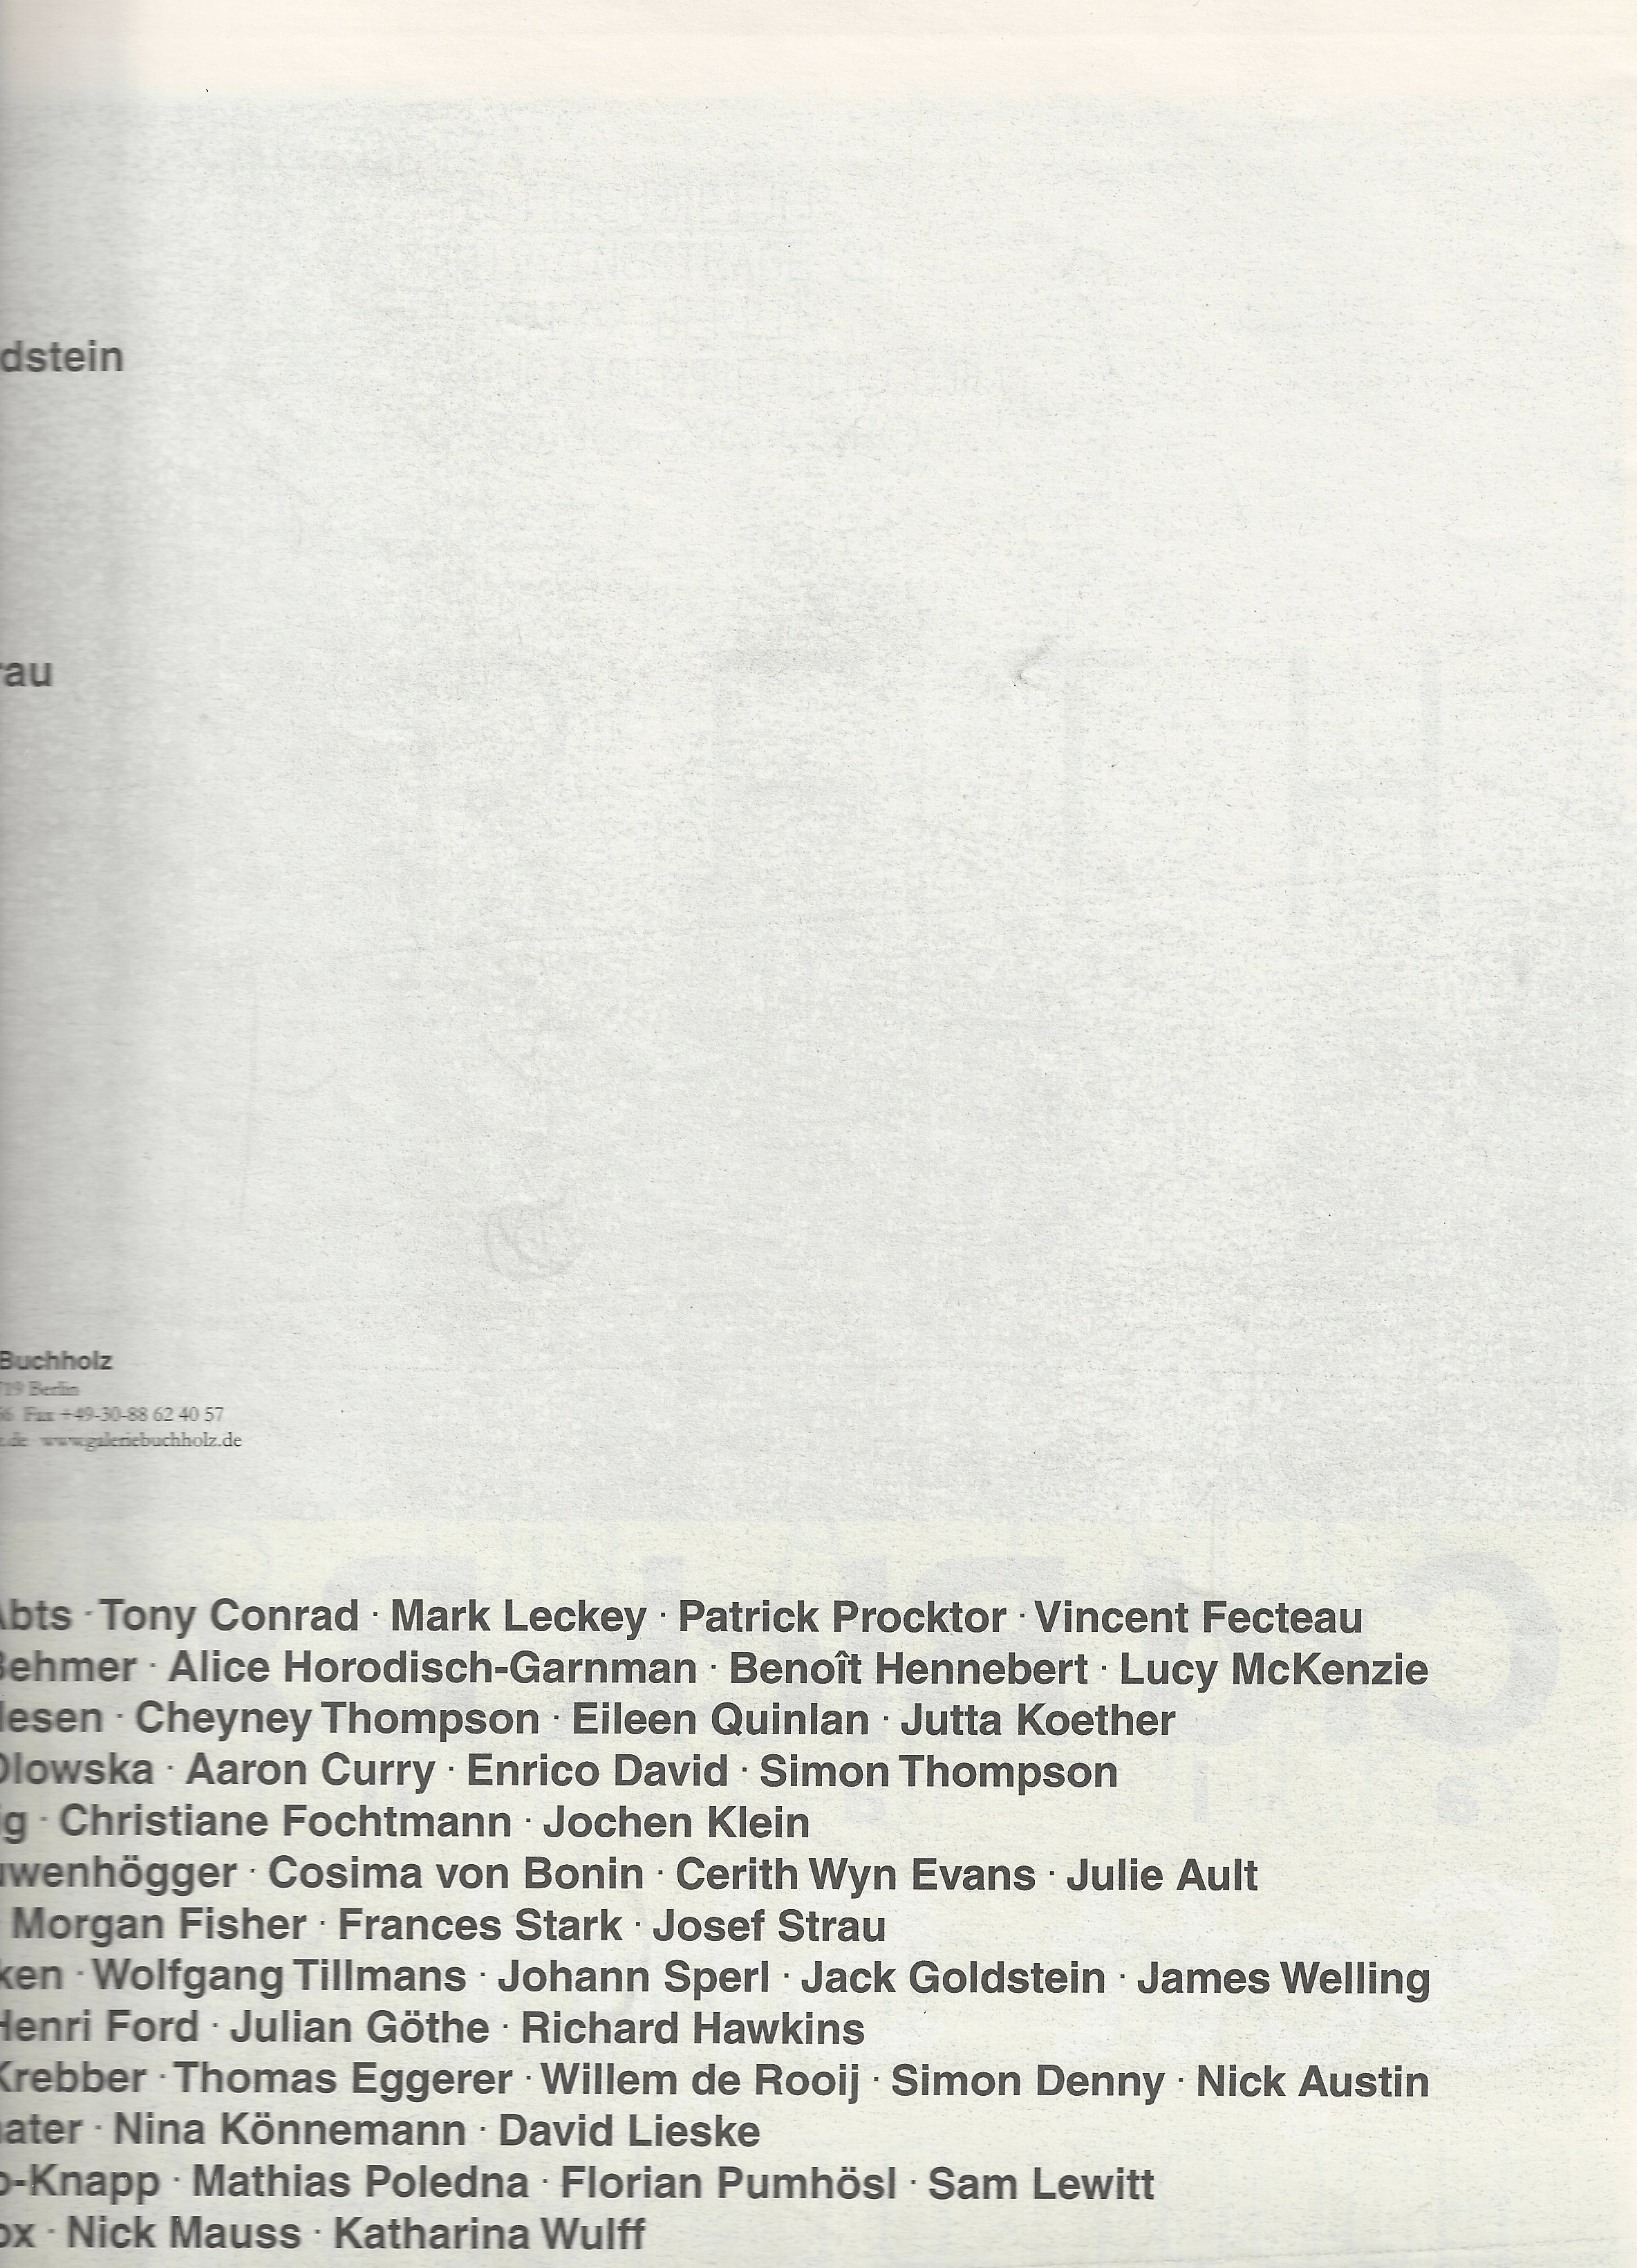 dstein
rau
Buchholz
719 Berlin
56 Fax +49-30-88 62 40 57
z.de www.galeriebuchholz.de
Abts · Tony Conrad · Mark Leckey · Patrick Procktor · Vincent Fecteau
Behmer · Alice Horodisch-Garnman · Benoît Hennebert · Lucy McKenzie
lesen · Cheyney Thompson · Eileen Quinlan · Jutta Koether
Olowska · Aaron Curry · Enrico David · Simon Thompson
ig · Christiane Fochtmann · Jochen Klein
uwenhögger · Cosima von Bonin · Cerith Wyn Evans · Julie Ault
· Morgan Fisher · Frances Stark · Josef Strau
ken · Wolfgang Tillmans · Johann Sperl · Jack Goldstein · James Welling
Henri Ford · Julian Göthe · Richard Hawkins
Krebber · Thomas Eggerer · Willem de Rooij · Simon Denny · Nick Austin
ater · Nina Könnemann · David Lieske
o-Knapp · Mathias Poledna · Florian Pumhösl · Sam Lewitt
ox · Nick Mauss · Katharina Wulff